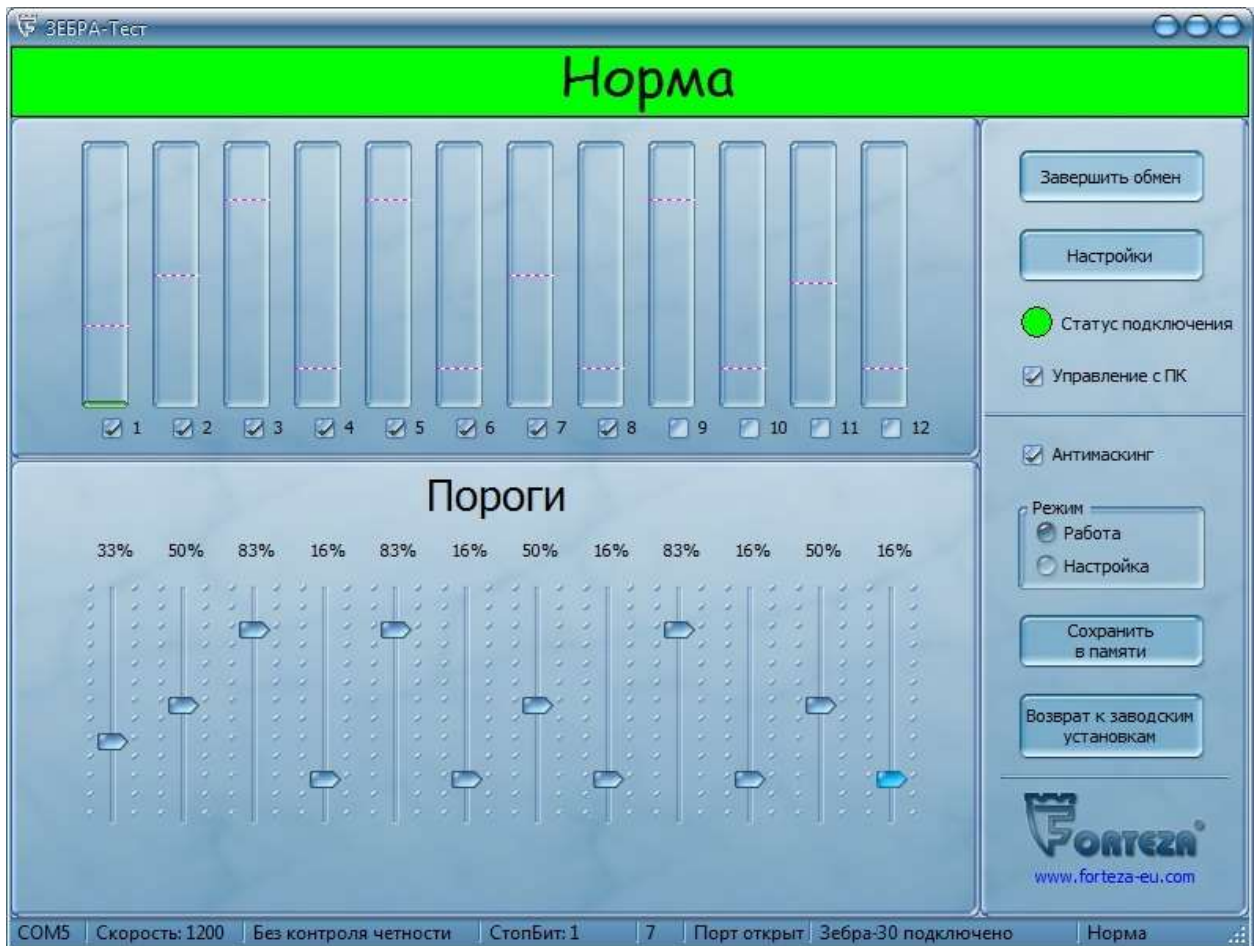 ЗЕБРА-Тест
Норма
1 2 3 4 5 6 7 8 9 10 11 12
Завершить обмен
Настройки
Статус подключения
Управление с ПК
Пороги
33% 50% 83% 16% 83% 16% 50% 16% 83% 16% 50% 16%
Антимаскинг
Режим
Работа
Настройка
Сохранить
в памяти
Возврат к заводским
установкам
FORTEZA
www.forteza-eu.com
COM5 Скорость: 1200 Без контроля четности СтопБит: 1 7 Порт открыт Зебра-30 подключено Норма